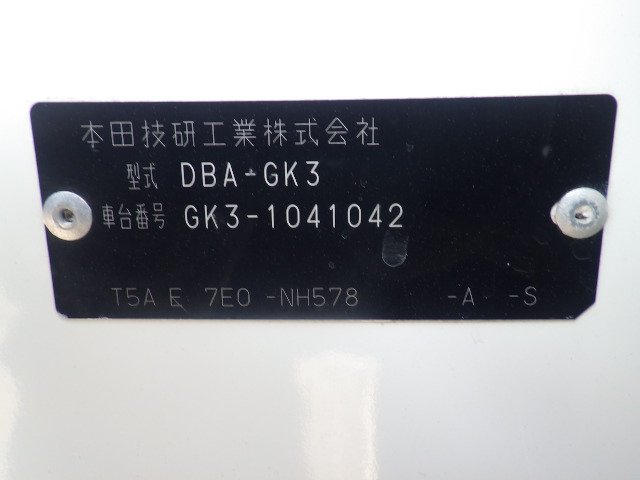 本田技研工業株式会社
型式 DBA-GK3
車台番号 GK3-1041042
T5A E 7E0 -NH578 -A -S